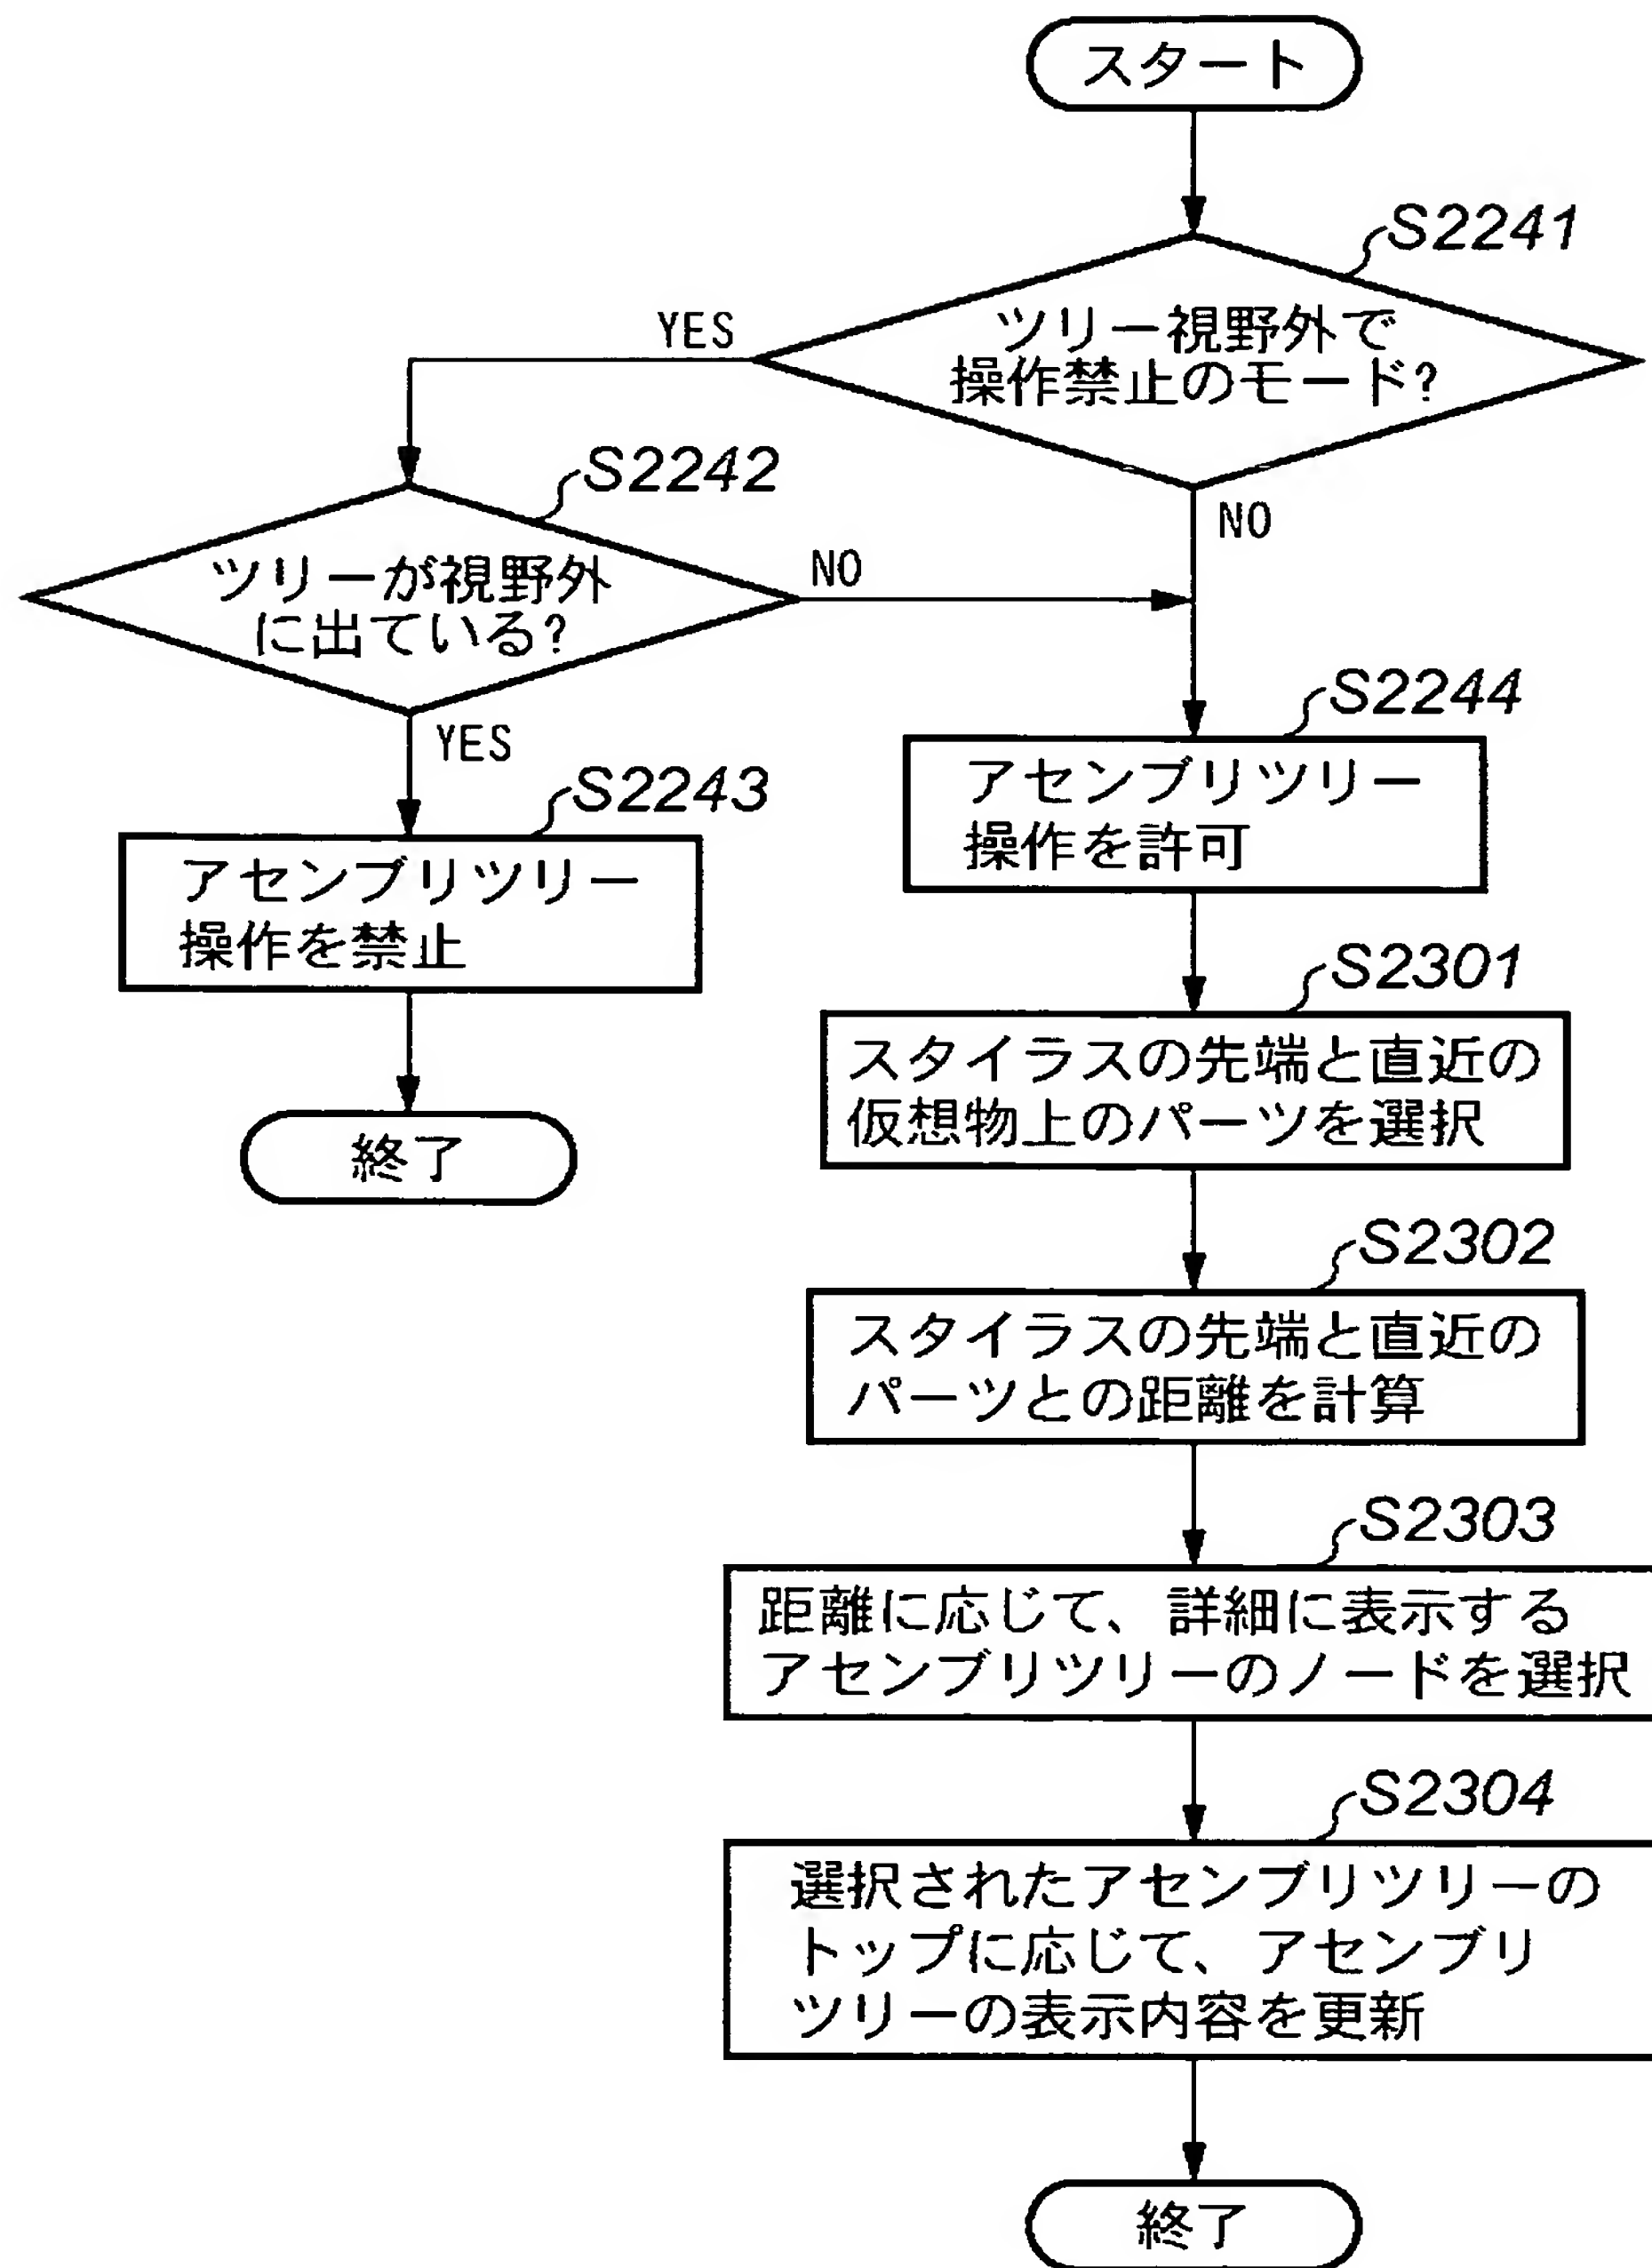 スタート
S2241
ツリー視野外で
操作禁止のモード?
YES
NO
S2242
ツリーが視野外
に出ている?
NO
YES
S2243
アセンブリツリー
操作を禁止
終了
S2244
アセンブリツリー
操作を許可
S2301
スタイラスの先端と直近の
仮想物上のパーツを選択
S2302
スタイラスの先端と直近の
パーツとの距離を計算
S2303
距離に応じて、詳細に表示する
アセンブリツリーのノードを選択
S2304
選択されたアセンブリツリーの
トップに応じて、アセンブリ
ツリーの表示内容を更新
終了